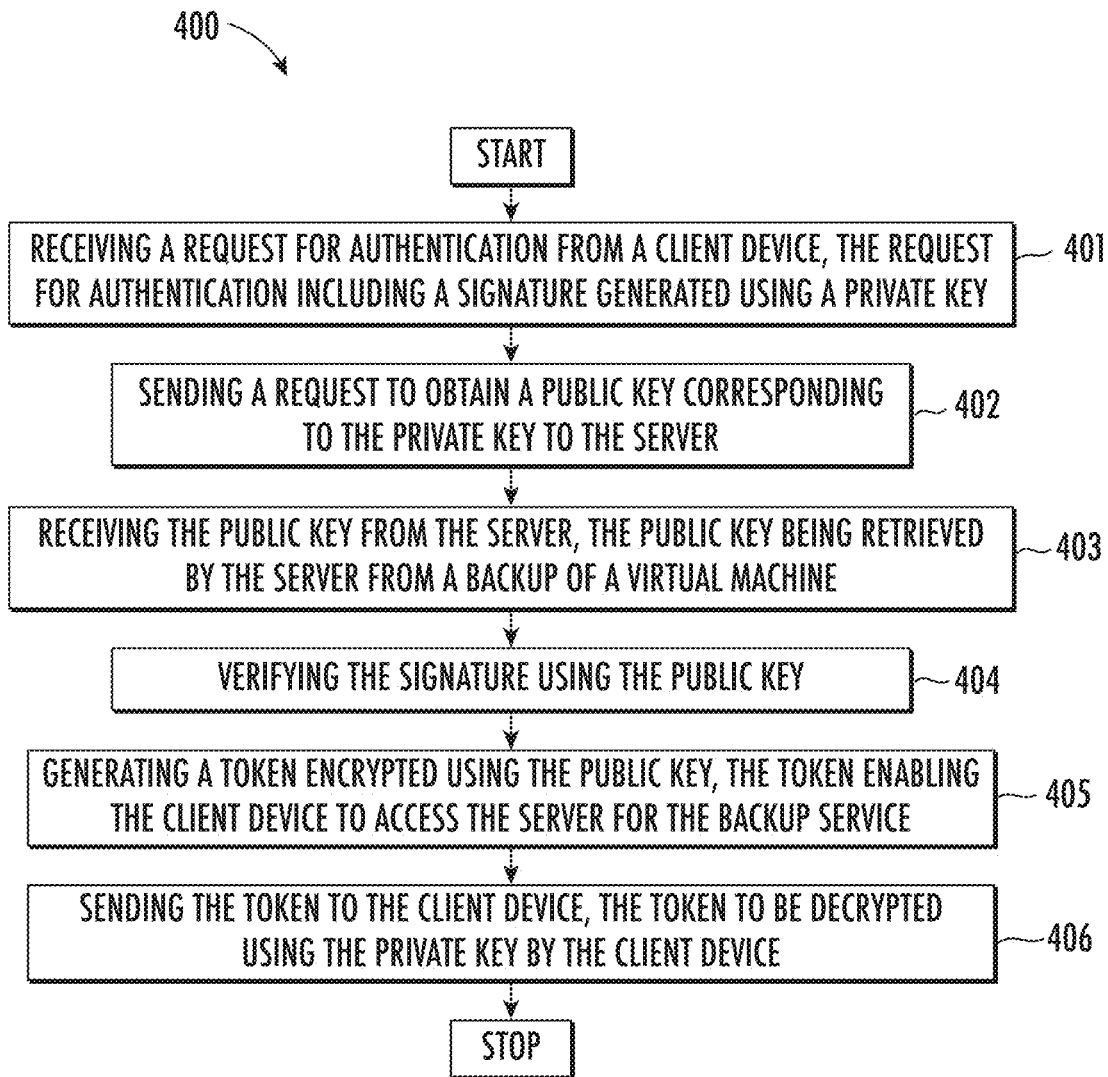 400
START
RECEIVING A REQUEST FOR AUTHENTICATION FROM A CLIENT DEVICE, THE REQUEST
FOR AUTHENTICATION INCLUDING A SIGNATURE GENERATED USING A PRIVATE KEY
401
SENDING A REQUEST TO OBTAIN A PUBLIC KEY CORRESPONDING
TO THE PRIVATE KEY TO THE SERVER
402
RECEIVING THE PUBLIC KEY FROM THE SERVER, THE PUBLIC KEY BEING RETRIEVED
BY THE SERVER FROM A BACKUP OF A VIRTUAL MACHINE
403
VERIFYING THE SIGNATURE USING THE PUBLIC KEY
404
GENERATING A TOKEN ENCRYPTED USING THE PUBLIC KEY, THE TOKEN ENABLING
THE CLIENT DEVICE TO ACCESS THE SERVER FOR THE BACKUP SERVICE
405
SENDING THE TOKEN TO THE CLIENT DEVICE, THE TOKEN TO BE DECRYPTED
USING THE PRIVATE KEY BY THE CLIENT DEVICE
406
STOP